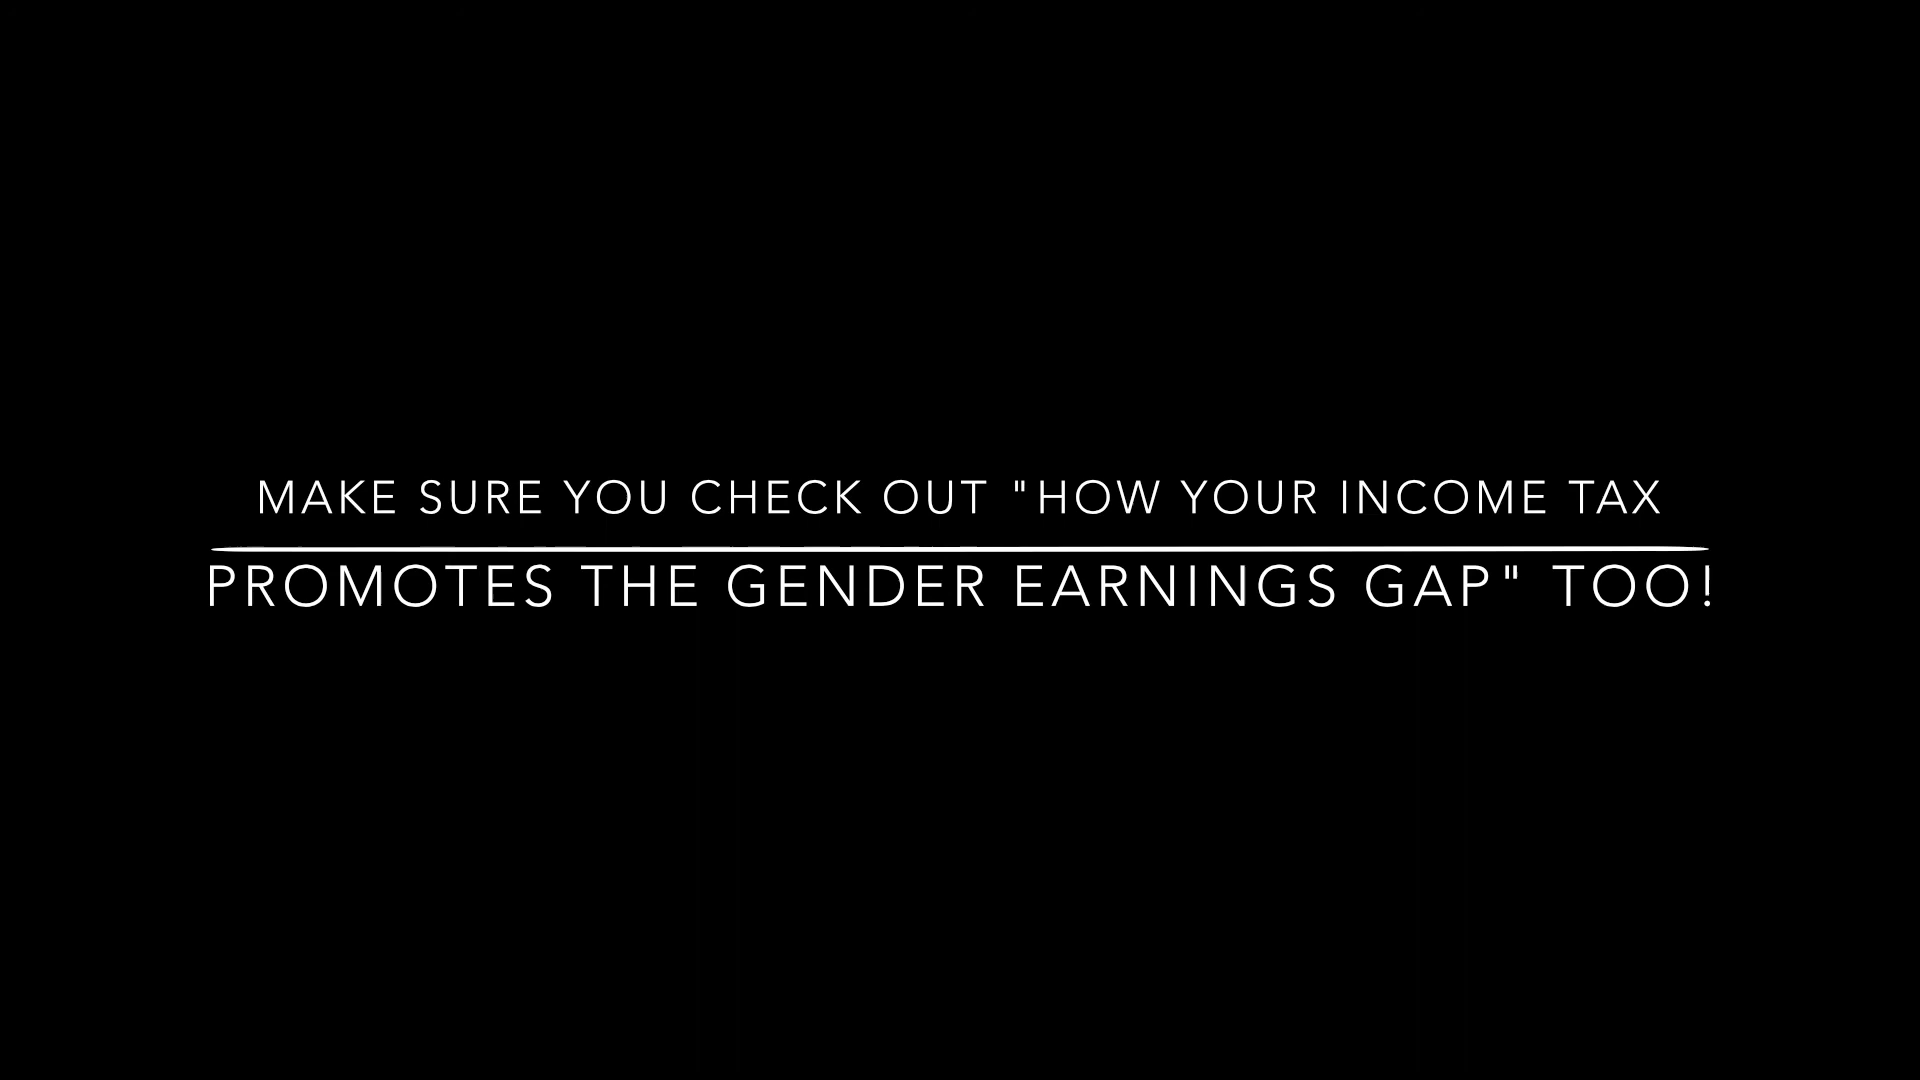 MAKE SURE YOU CHECK OUT "HOW YOUR INCOME TAX
PROMOTES THE GENDER EARNINGS GAP" TOO!